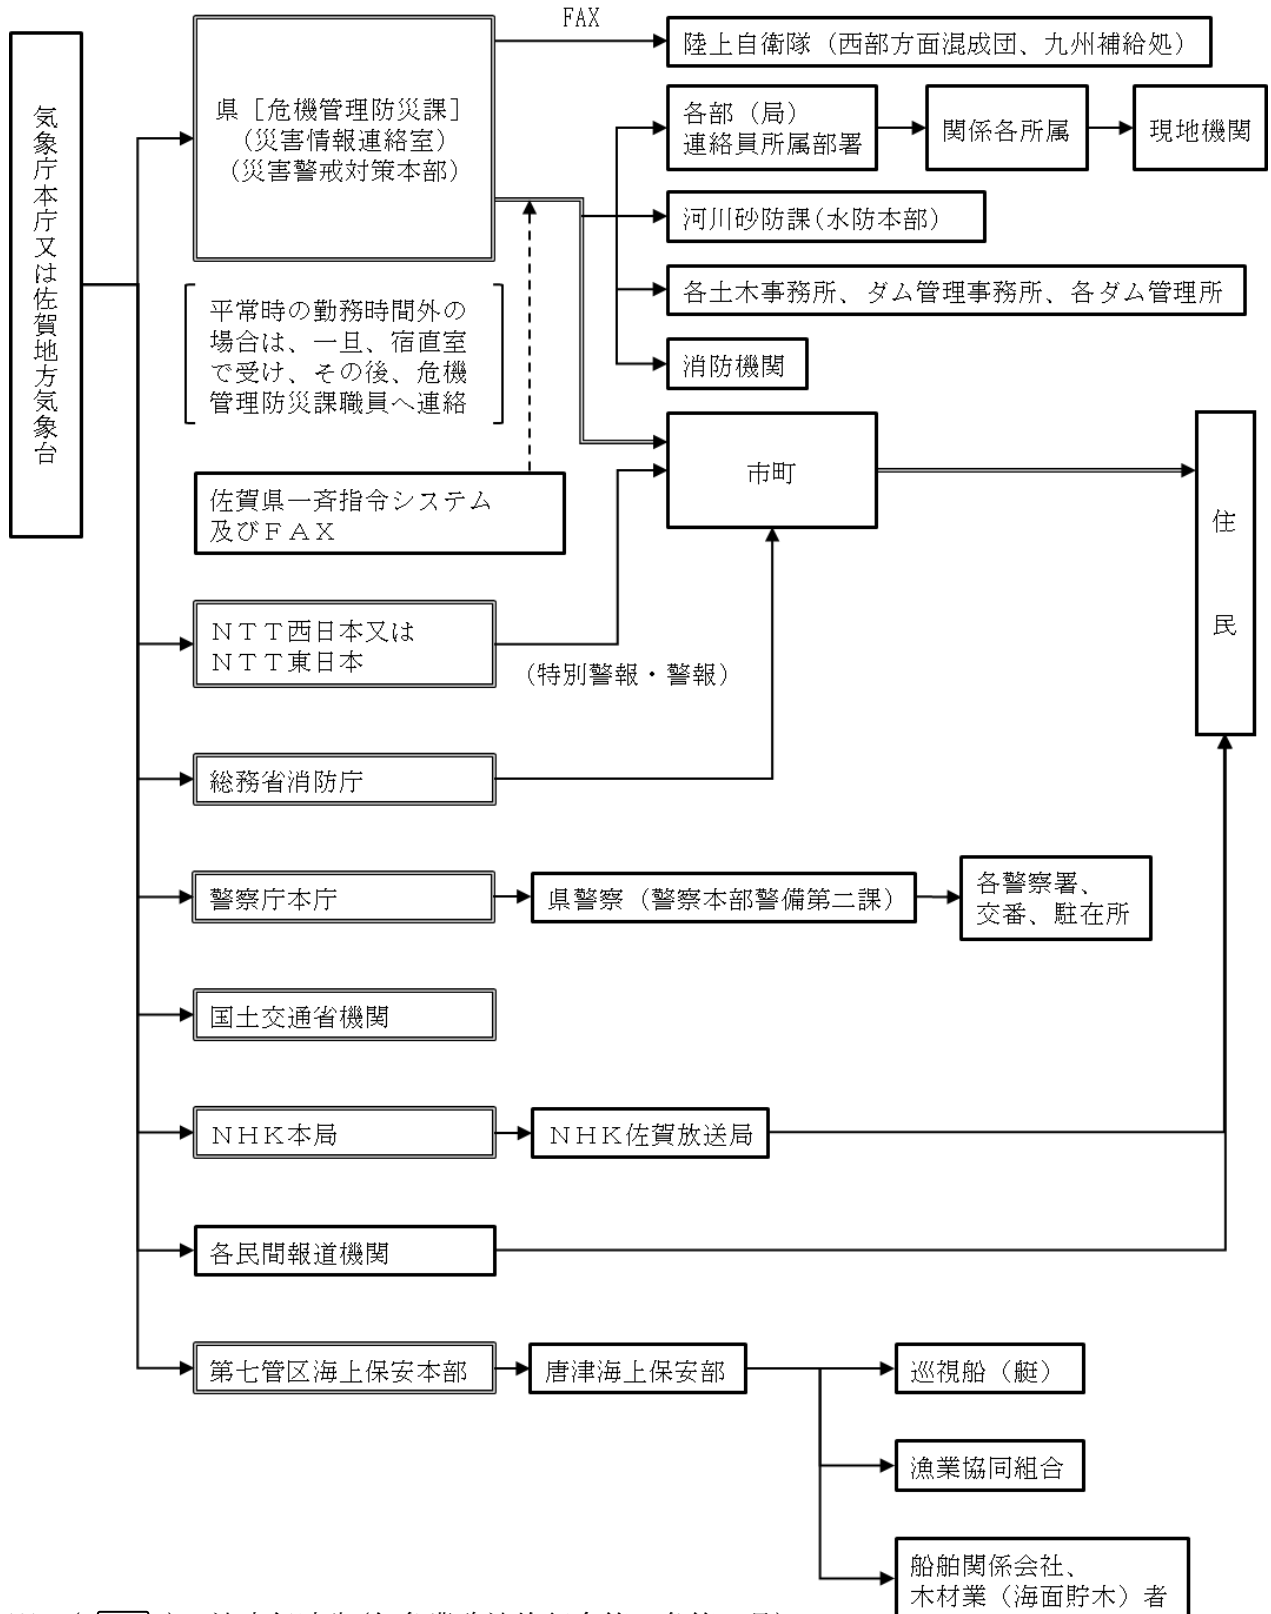 気象庁本庁又は佐賀地方気象台
FAX
陸上自衛隊（西部方面混成団、九州補給処）
県［危機管理防災課］
（災害情報連絡室）
（災害警戒対策本部）
各部（局）
連絡員所属部署
関係各所属
現地機関
河川砂防課（水防本部）
各土木事務所、ダム管理事務所、各ダム管理所
消防機関
平常時の勤務時間外の
場合は、一旦、宿直室
で受け、その後、危機
管理防災課職員へ連絡
市町
住民
佐賀県一斉指令システム
及びＦＡＸ
ＮＴＴ西日本又は
ＮＴＴ東日本
（特別警報・警報）
総務省消防庁
警察庁本庁
県警察（警察本部警備第二課）
各警察署、
交番、駐在所
国土交通省機関
ＮＨＫ本局
ＮＨＫ佐賀放送局
各民間報道機関
第七管区海上保安本部
唐津海上保安部
巡視船（艇）
漁業協同組合
船舶関係会社、
木材業（海面貯木）者